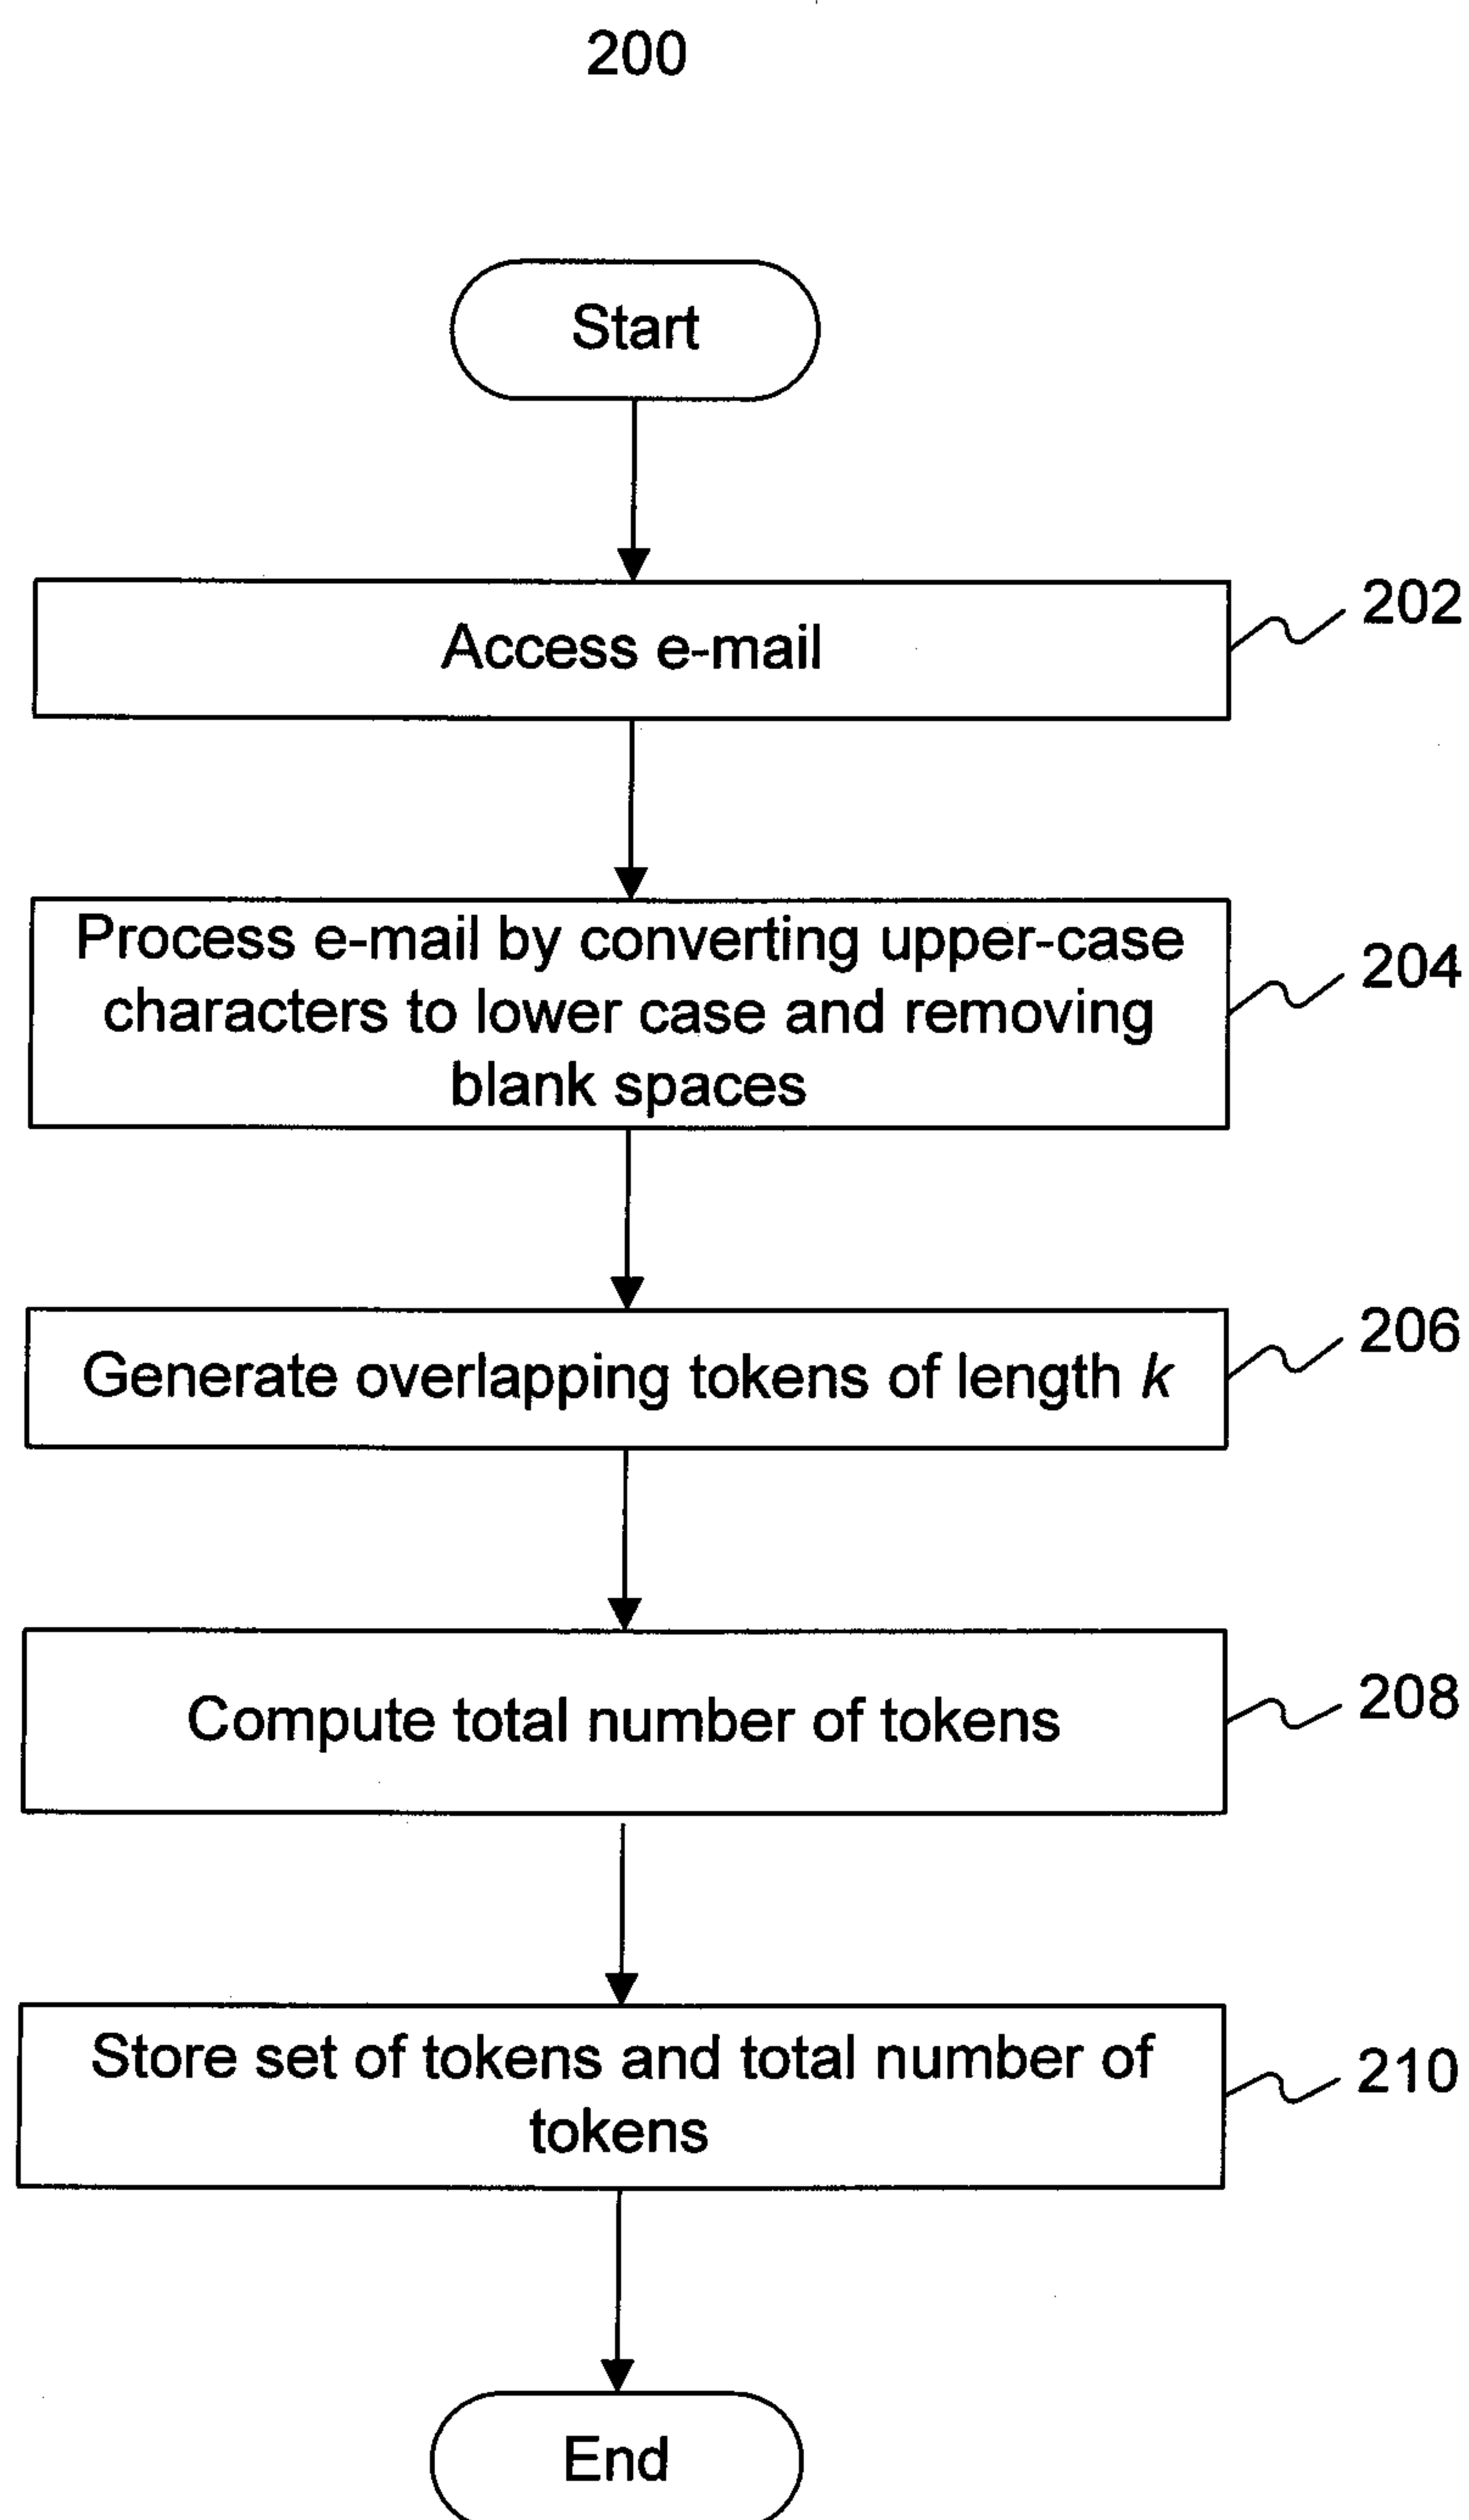 200
Start
Access e-mail
202
Process e-mail by converting upper-case
characters to lower case and removing
blank spaces
204
Generate overlapping tokens of length k
206
Compute total number of tokens
208
Store set of tokens and total number of
tokens
210
End